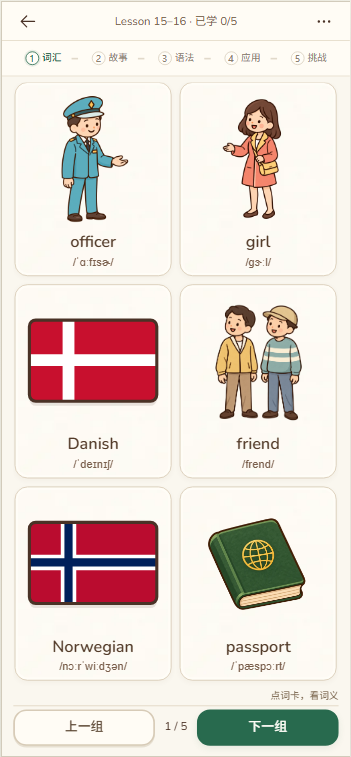 Lesson 15–16 · 已学 0/5
1 词汇 – 2 故事 – 3 语法 – 4 应用 – 5 挑战
officer girl
/ˈɑːfɪsɚ/ /ɡɝːl/
Danish friend
/ˈdeɪnɪʃ/ /frend/
Norwegian passport
/nɔːrˈwiːdʒən/ /ˈpæspɔːrt/
点词卡，看词义
上一组 1 / 5 下一组